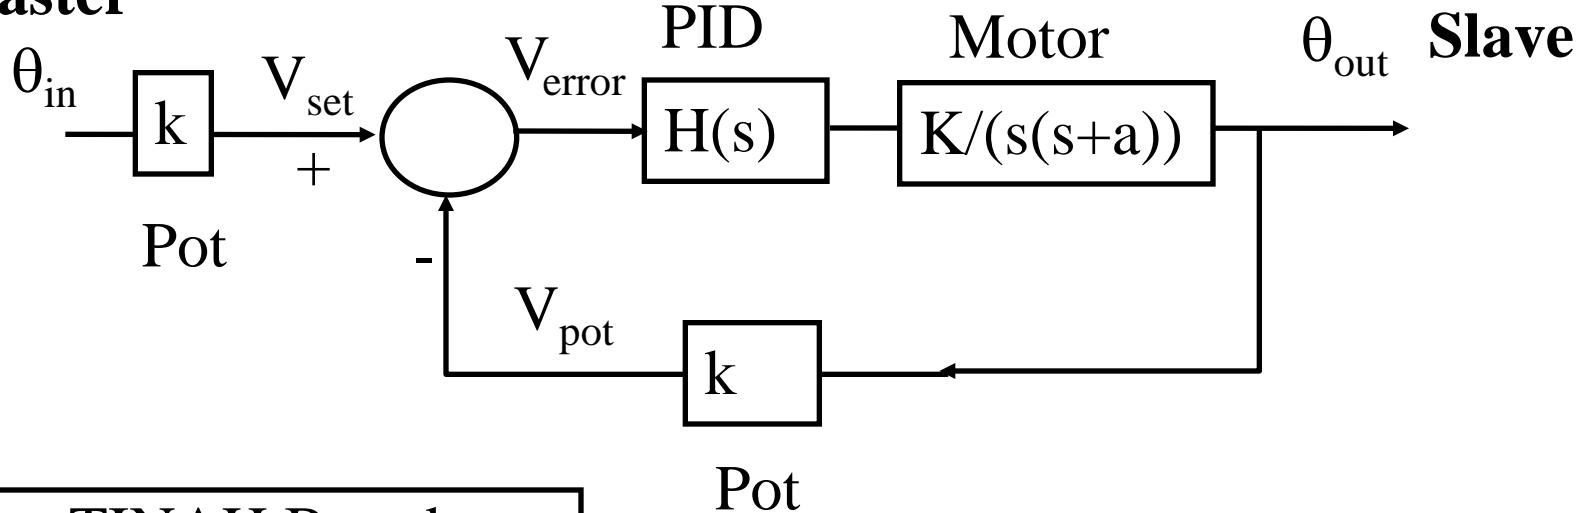 PID
Motor
θout Slave
θin
Vset
Verror
k
H(s)
K/(s(s+a))
+
Pot
-
Vpot
k
Pot